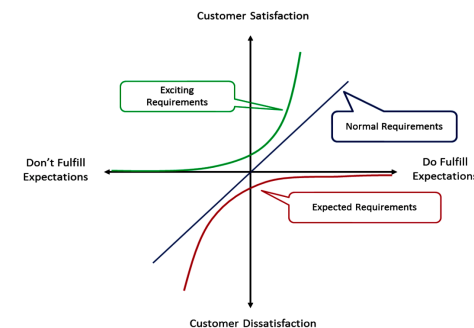 Customer Satisfaction
Exciting
Requirements
Normal Requirements
Don't Fulfill
Expectations
Do Fulfill
Expectations
Expected Requirements
Customer Dissatisfaction